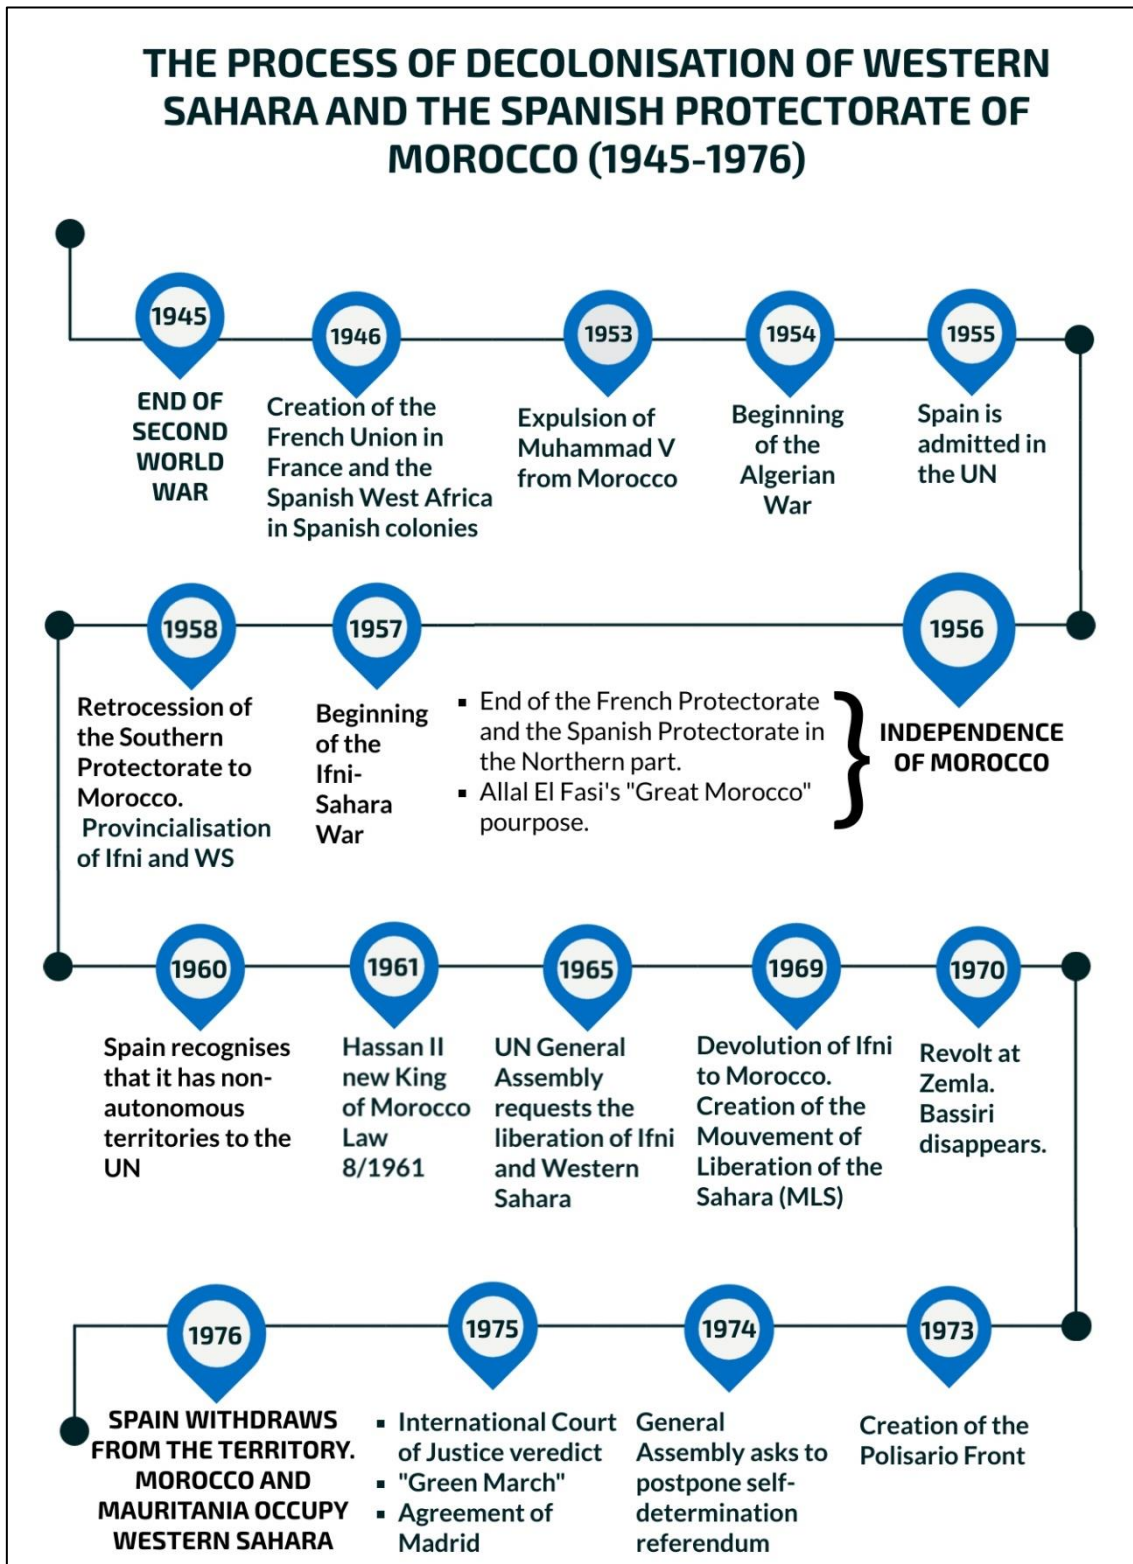 THE PROCESS OF DECOLONISATION OF WESTERN
SAHARA AND THE SPANISH PROTECTORATE OF
MOROCCO (1945-1976)
1945
END OF
SECOND
WORLD
WAR
1946
Creation of the
French Union in
France and the
Spanish West Africa
in Spanish colonies
1953
Expulsion of
Muhammad V
from Morocco
1954
Beginning
of the
Algerian
War
1955
Spain is
admitted in
the UN
1956
INDEPENDENCE
OF MOROCCO
▪ End of the French Protectorate
and the Spanish Protectorate in
the Northern part.
▪ Allal El Fasi's "Great Morocco"
pourpose.
1957
Beginning
of the
Ifni-
Sahara
War
1958
Retrocession of
the Southern
Protectorate to
Morocco.
Provincialisation
of Ifni and WS
1960
Spain recognises
that it has non-
autonomous
territories to the
UN
1961
Hassan II
new King
of Morocco
Law
8/1961
1965
UN General
Assembly
requests the
liberation of Ifni
and Western
Sahara
1969
Devolution of Ifni
to Morocco.
Creation of the
Mouvement of
Liberation of the
Sahara (MLS)
1970
Revolt at
Zemla.
Bassiri
disappears.
1973
Creation of the
Polisario Front
1974
General
Assembly asks to
postpone self-
determination
referendum
1975
▪ International Court
of Justice veredict
▪ "Green March"
▪ Agreement of
Madrid
1976
SPAIN WITHDRAWS
FROM THE TERRITORY.
MOROCCO AND
MAURITANIA OCCUPY
WESTERN SAHARA